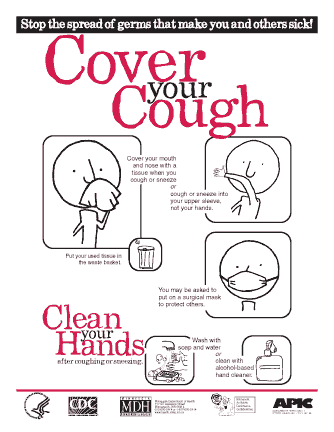 Stop the spread of germs that make you and others sick!
Cover
your
Cough
Cover your mouth
and nose with a
tissue when you
cough or sneeze
or
cough or sneeze into
your upper sleeve,
not your hands.
Put your used tissue in
the waste basket.
You may be asked to
put on a surgical mask
to protect others.
Clean
your
Hands
after coughing or sneezing.
Wash with
soap and water
or
clean with
alcohol-based
hand cleaner.
CDC
MDH
Minnesota Department of Health
APIC